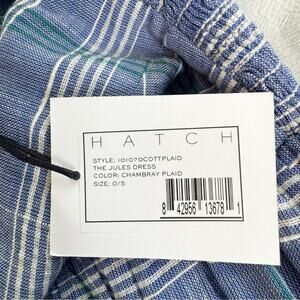 HATCH
STYLE: 101070COTTPLAID
THE JULES DRESS
COLOR: CHAMBRAY PLAID
SIZE: O/S
8 42956 13678 1